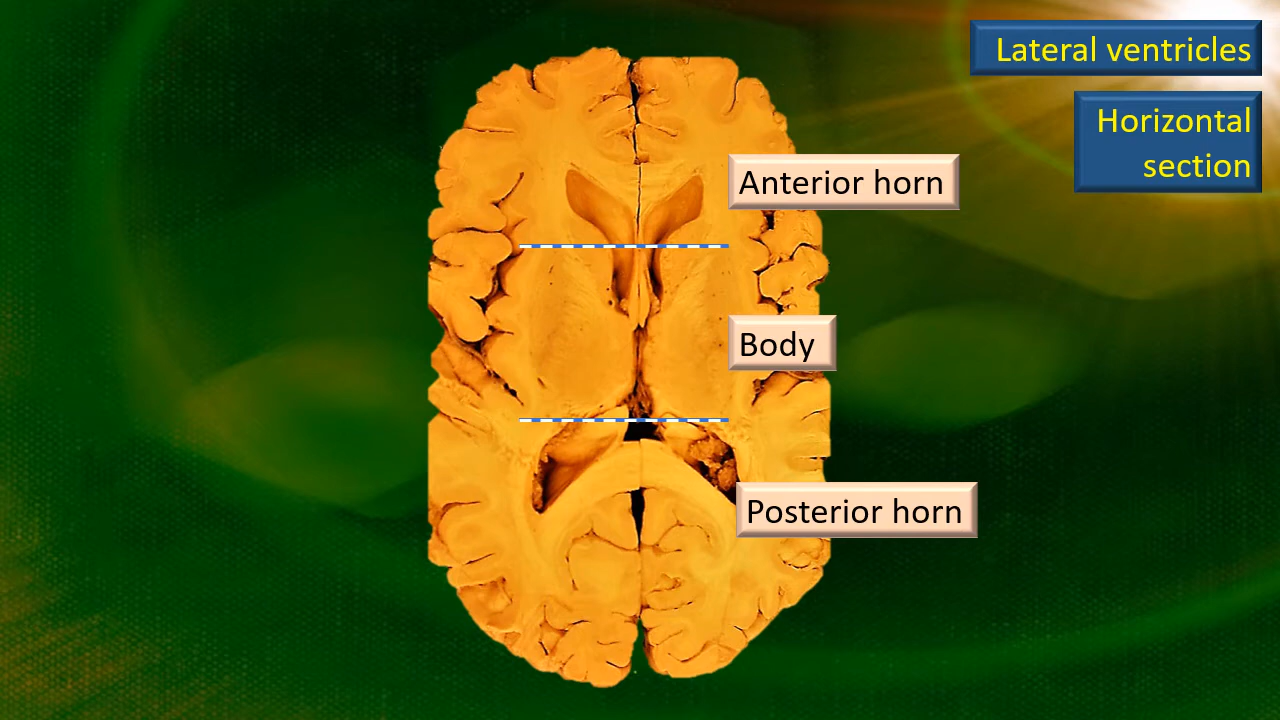 Lateral ventricles
Horizontal
section
Anterior horn
Body
Posterior horn